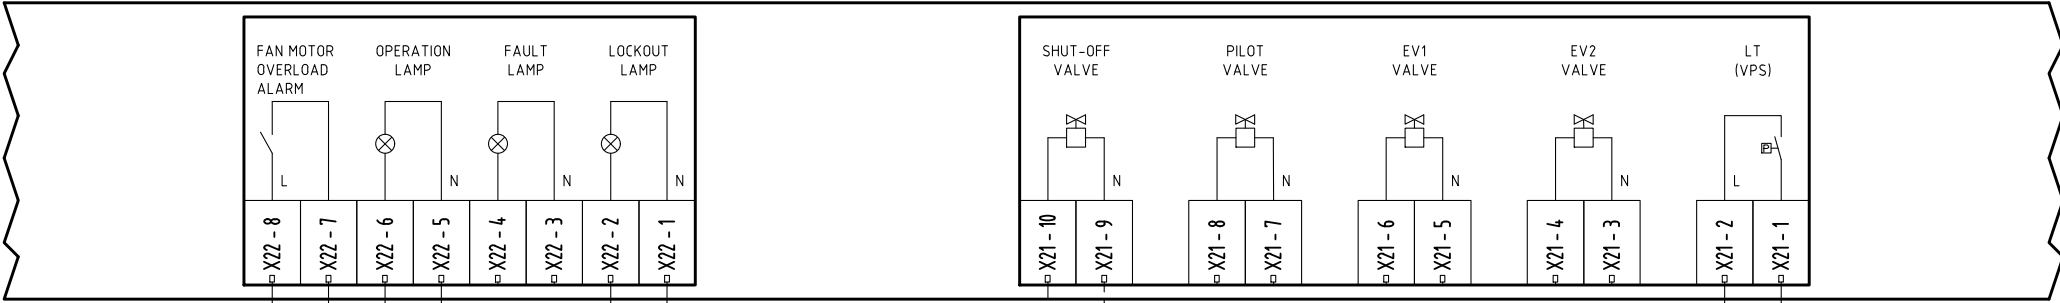 FAN MOTOR
OVERLOAD
ALARM
OPERATION
LAMP
FAULT
LAMP
LOCKOUT
LAMP
L
N
N
N
X22 - 8
X22 - 7
X22 - 6
X22 - 5
X22 - 4
X22 - 3
X22 - 2
X22 - 1
SHUT-OFF
VALVE
PILOT
VALVE
EV1
VALVE
EV2
VALVE
LT
(VPS)
P
N
N
N
N
L
X21 - 10
X21 - 9
X21 - 8
X21 - 7
X21 - 6
X21 - 5
X21 - 4
X21 - 3
X21 - 2
X21 - 1